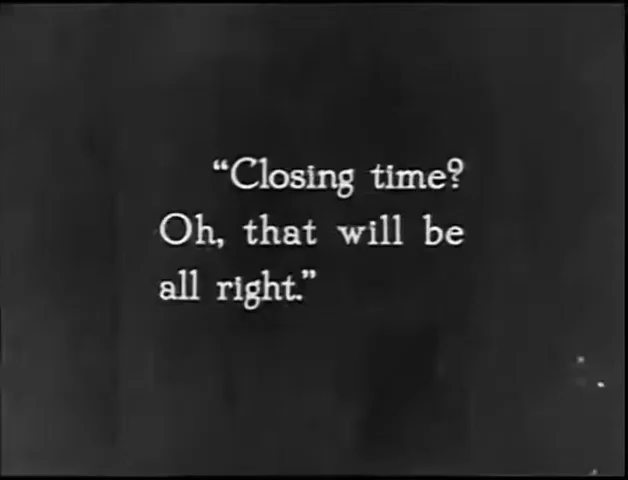 “Closing time?
Oh, that will be
all right.”